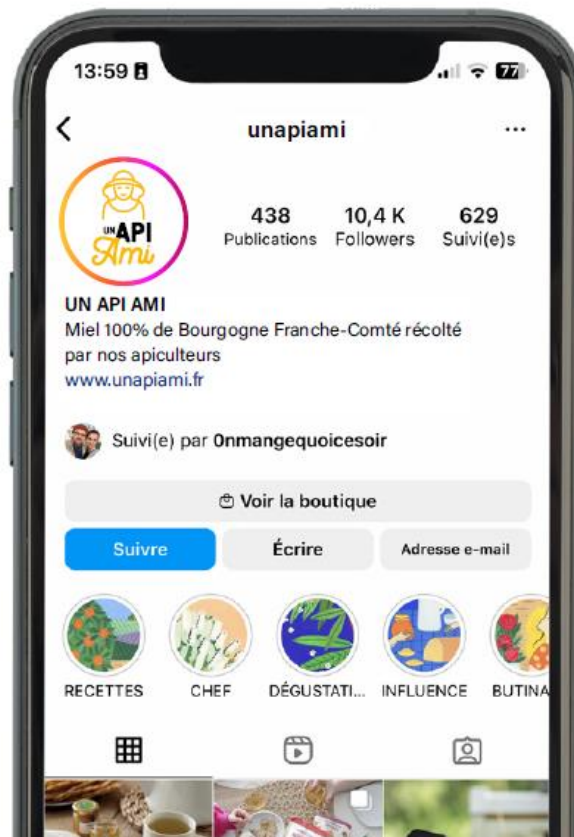 13:59
77
unapiami
...
UN API
Ami
438 10,4 K 629
Publications Followers Suivi(e)s
UN API AMI
Miel 100% de Bourgogne Franche-Comté récolté
par nos apiculteurs
www.unapiami.fr
Suivi(e) par 0nmangequoicesoir
Voir la boutique
Suivre Écrire Adresse e-mail
RECETTES CHEF DÉGUSTATI... INFLUENCE BUTINA